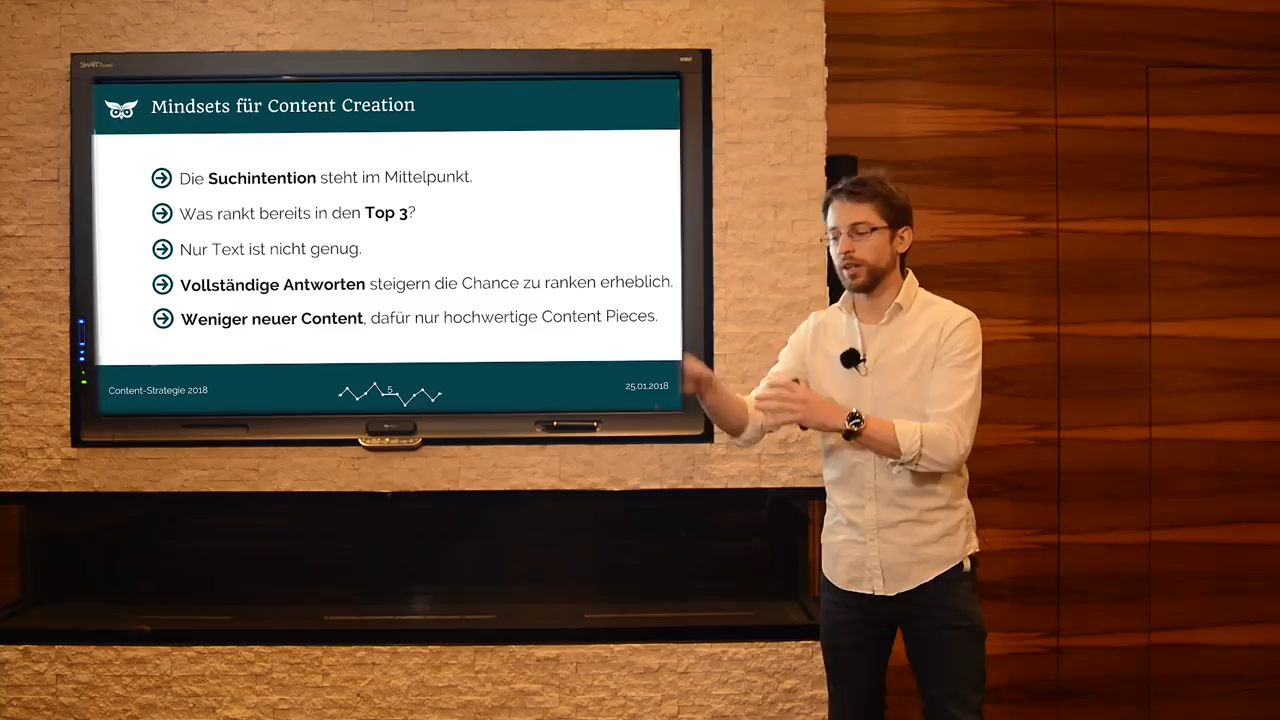 SMART Board
Mindsets für Content Creation
Die Suchintention steht im Mittelpunkt.
Was rankt bereits in den Top 3?
Nur Text ist nicht genug.
Vollständige Antworten steigern die Chance zu ranken erheblich.
Weniger neuer Content, dafür nur hochwertige Content Pieces.
Content-Strategie 2018
5
25.01.2018